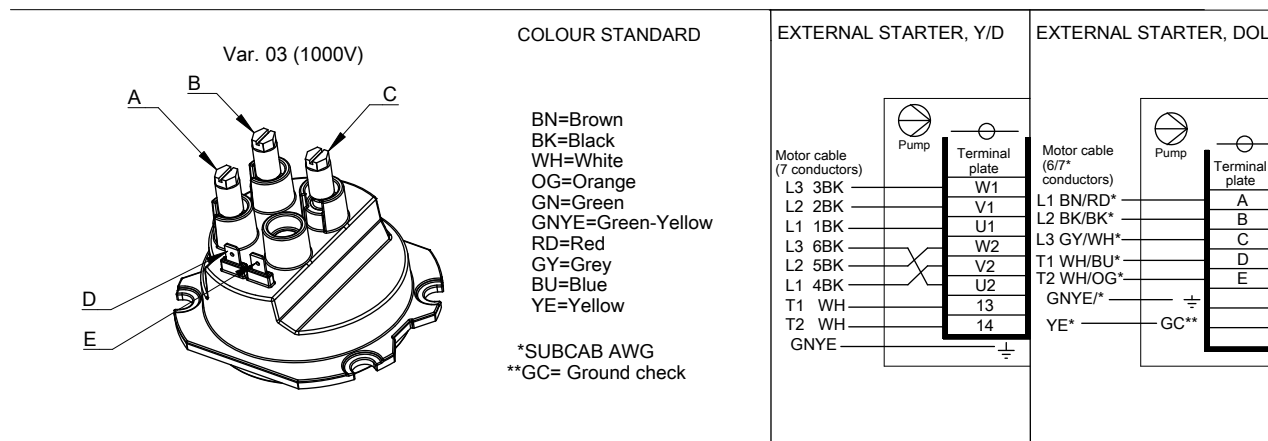 Var. 03 (1000V)
A
B
C
D
E
COLOUR STANDARD
BN=Brown
BK=Black
WH=White
OG=Orange
GN=Green
GNYE=Green-Yellow
RD=Red
GY=Grey
BU=Blue
YE=Yellow
*SUBCAB AWG
**GC= Ground check
EXTERNAL STARTER, Y/D
Pump
Motor cable
(7 conductors)
Terminal
plate
L3 3BK W1
L2 2BK V1
L1 1BK U1
L3 6BK W2
L2 5BK V2
L1 4BK U2
T1 WH 13
T2 WH 14
GNYE
EXTERNAL STARTER, DOL
Pump
Motor cable
(6/7*
conductors)
Terminal
plate
L1 BN/RD* A
L2 BK/BK* B
L3 GY/WH* C
T1 WH/BU* D
T2 WH/OG* E
GNYE/*
YE* GC**